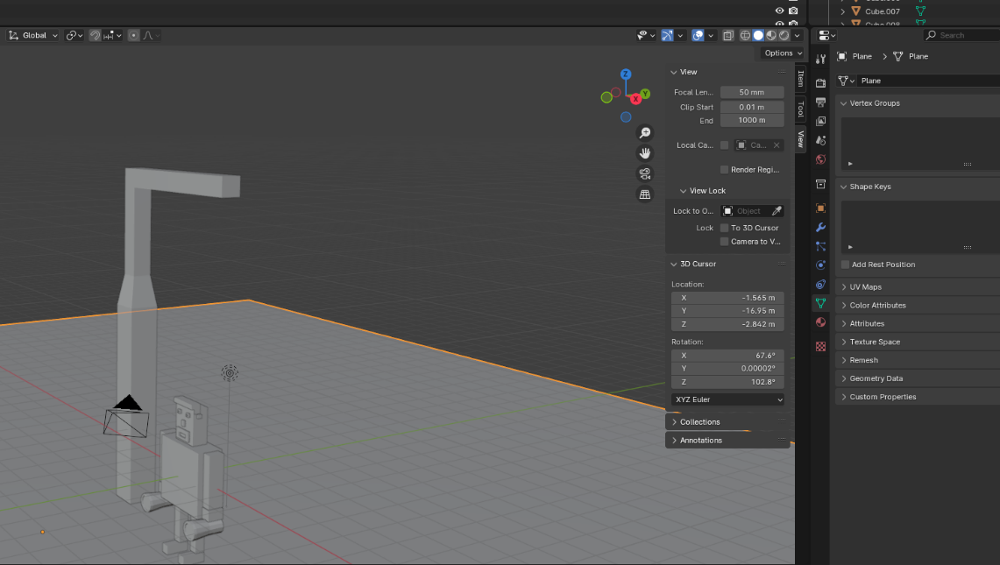 Cube.007
Cube.008
Global
Search
Options
Plane
Plane
View
Item
Tool
View
Focal Len...
50 mm
Clip Start
0.01 m
End
1000 m
Local Ca...
Ca...
Render Regi...
View Lock
Lock to O...
Object
Lock
To 3D Cursor
Camera to V...
3D Cursor
Location:
X
-1.565 m
Y
-16.95 m
Z
-2.842 m
Rotation:
X
67.6°
Y
0.00002°
Z
102.8°
XYZ Euler
Collections
Annotations
Z
Y
X
Plane
Vertex Groups
Shape Keys
Add Rest Position
UV Maps
Color Attributes
Attributes
Texture Space
Remesh
Geometry Data
Custom Properties